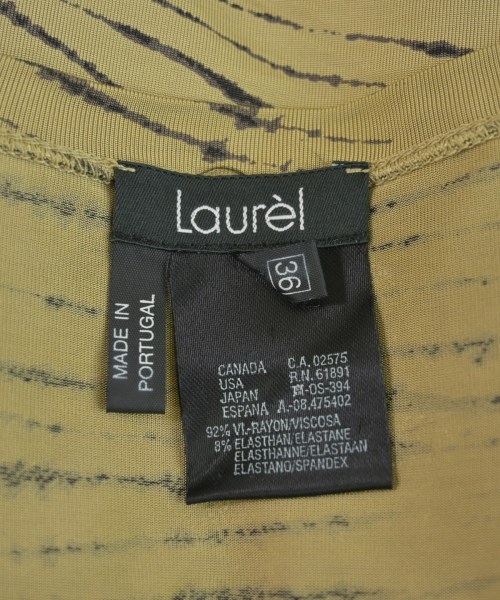 Laurèl
36
MADE IN
PORTUGAL
CANADA C.A. 02575
USA R.N. 61891
JAPAN -OS-394
ESPANA A.-08.475402
92% VI.-RAYON/VISCOSA
8% ELASTHAN/ELASTANE
ELASTHANNE/ELASTAAN
ELASTANO/SPANDEX